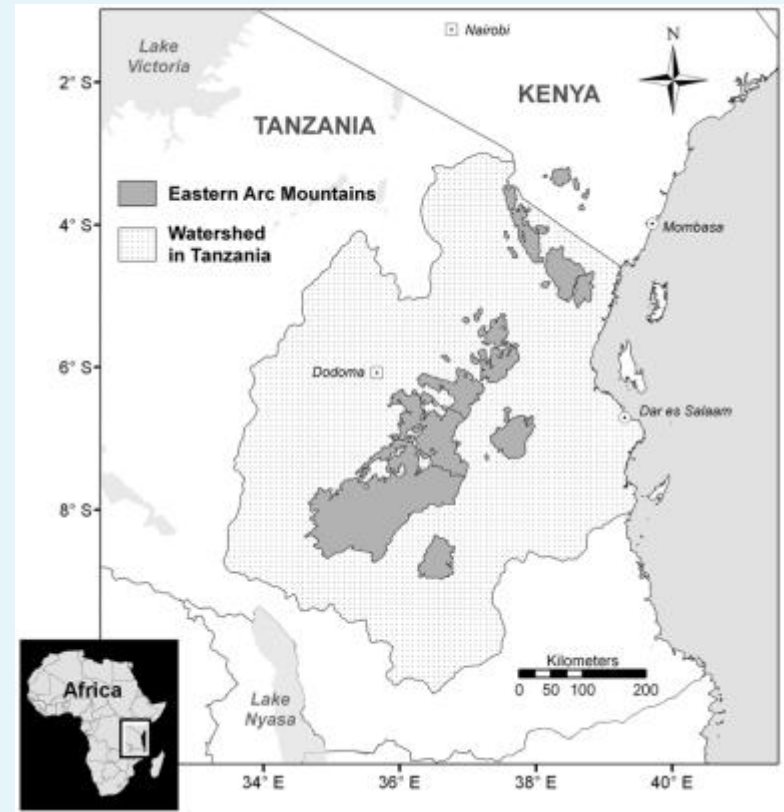 Lake
Victoria
Nairobi
N
2° S
KENYA
TANZANIA
Eastern Arc Mountains
4° S
Mombasa
Watershed
in Tanzania
6° S
Dodoma
Dar es Salaam
8° S
Kilometers
0 50 100 200
Africa
Lake
Nyasa
34° E 36° E 38° E 40° E